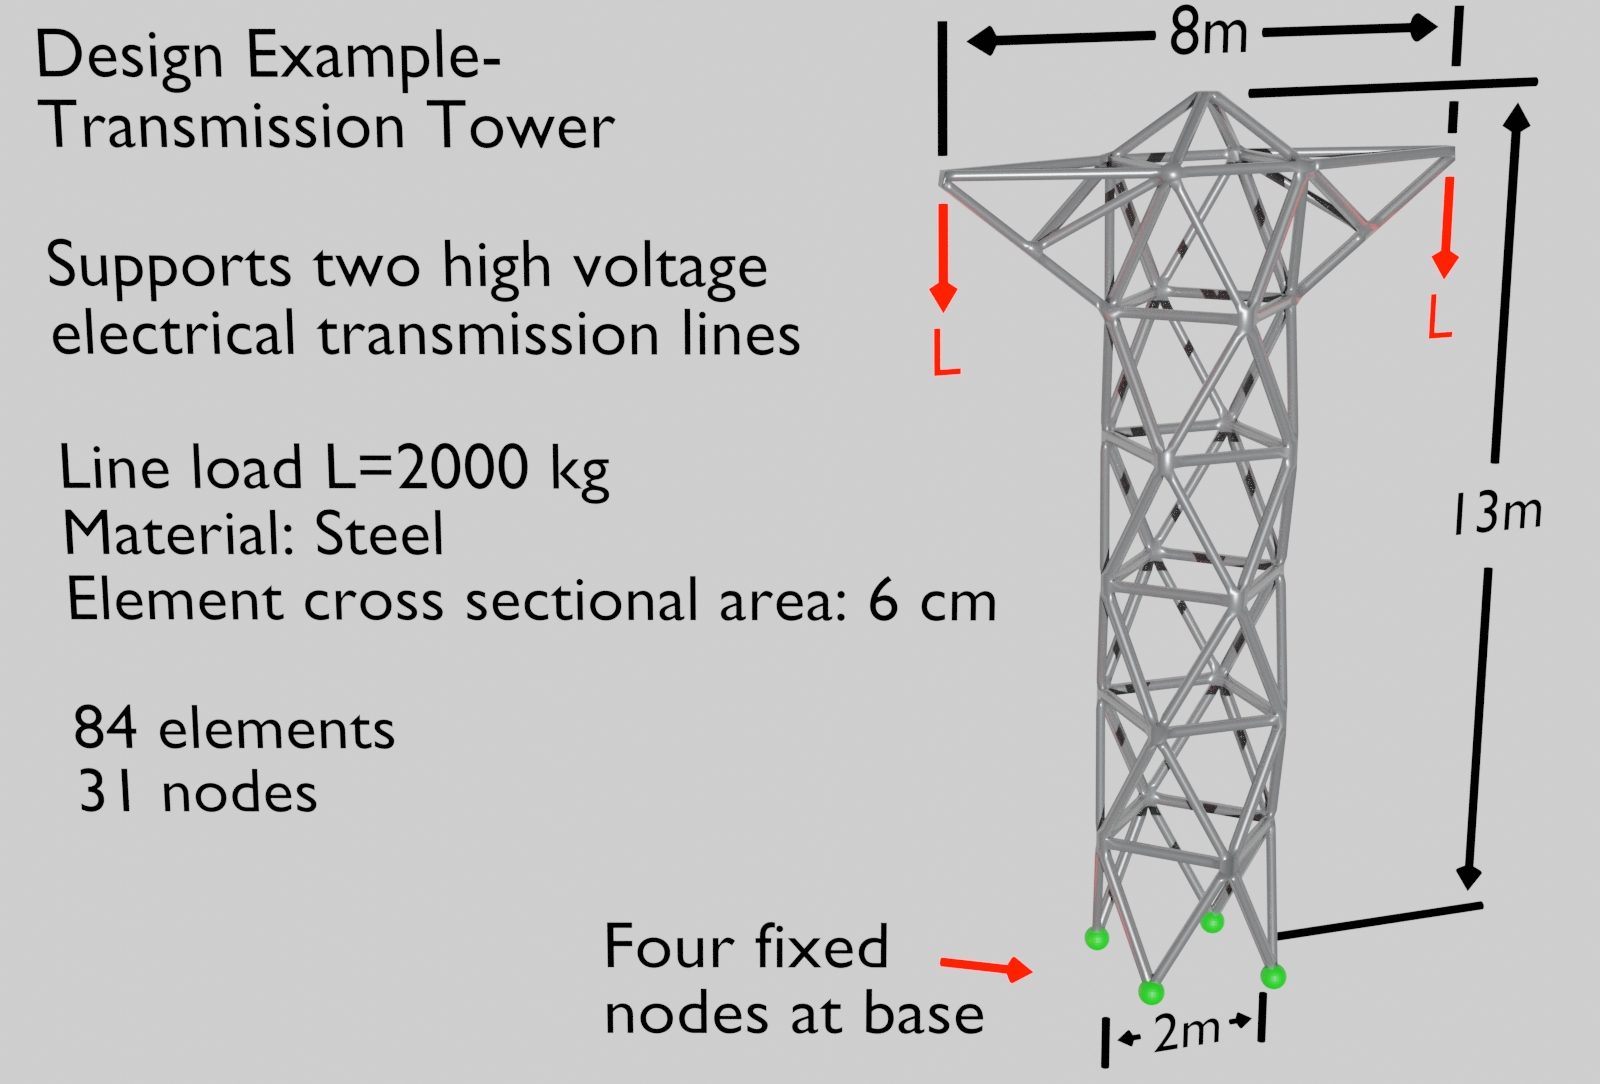 Design Example-
Transmission Tower
Supports two high voltage
electrical transmission lines
Line load L=2000 kg
Material: Steel
Element cross sectional area: 6 cm
84 elements
31 nodes
Four fixed
nodes at base
8m
L
L
13m
2m